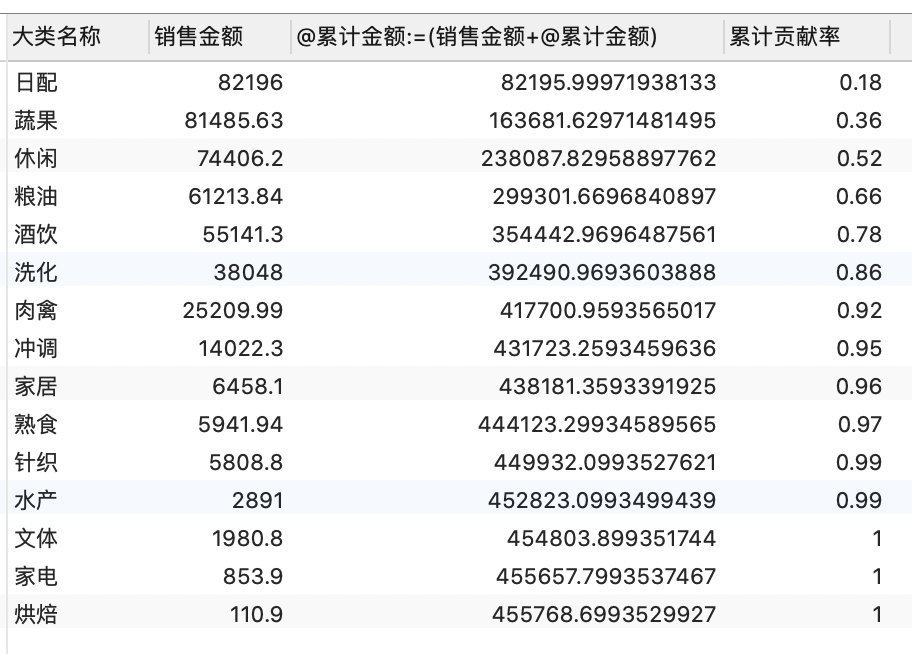 大类名称 销售金额 @累计金额:=(销售金额+@累计金额) 累计贡献率
日配 82196 82195.99971938133 0.18
蔬果 81485.63 163681.62971481495 0.36
休闲 74406.2 238087.82958897762 0.52
粮油 61213.84 299301.6696840897 0.66
酒饮 55141.3 354442.9696487561 0.78
洗化 38048 392490.9693603888 0.86
肉禽 25209.99 417700.9593565017 0.92
冲调 14022.3 431723.2593459636 0.95
家居 6458.1 438181.3593391925 0.96
熟食 5941.94 444123.29934589565 0.97
针织 5808.8 449932.0993527621 0.99
水产 2891 452823.0993499439 0.99
文体 1980.8 454803.899351744 1
家电 853.9 455657.7993537467 1
烘焙 110.9 455768.6993529927 1